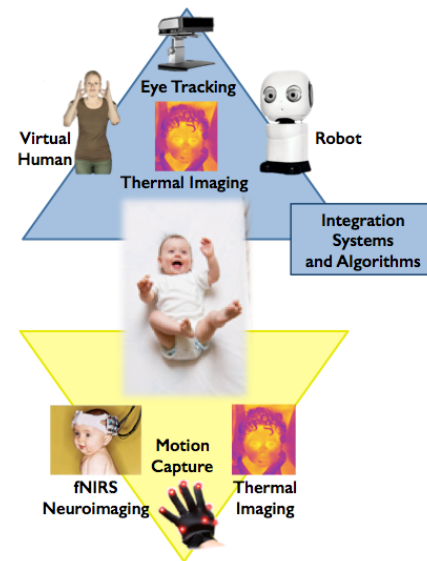 Eye Tracking
Virtual
Human
Robot
Thermal Imaging
Integration
Systems
and Algorithms
Motion
Capture
fNIRS
Neuroimaging
Thermal
Imaging